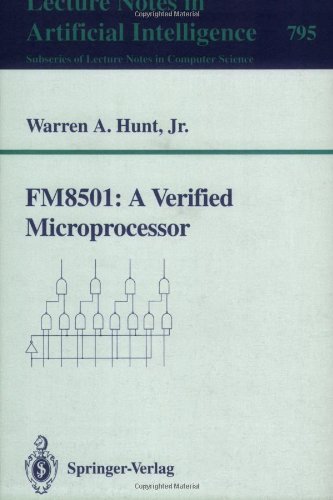 Lecture Notes in
Artificial Intelligence 795
Subseries of Lecture Notes in Computer Science
Warren A. Hunt, Jr.
FM8501: A Verified
Microprocessor
Springer-Verlag